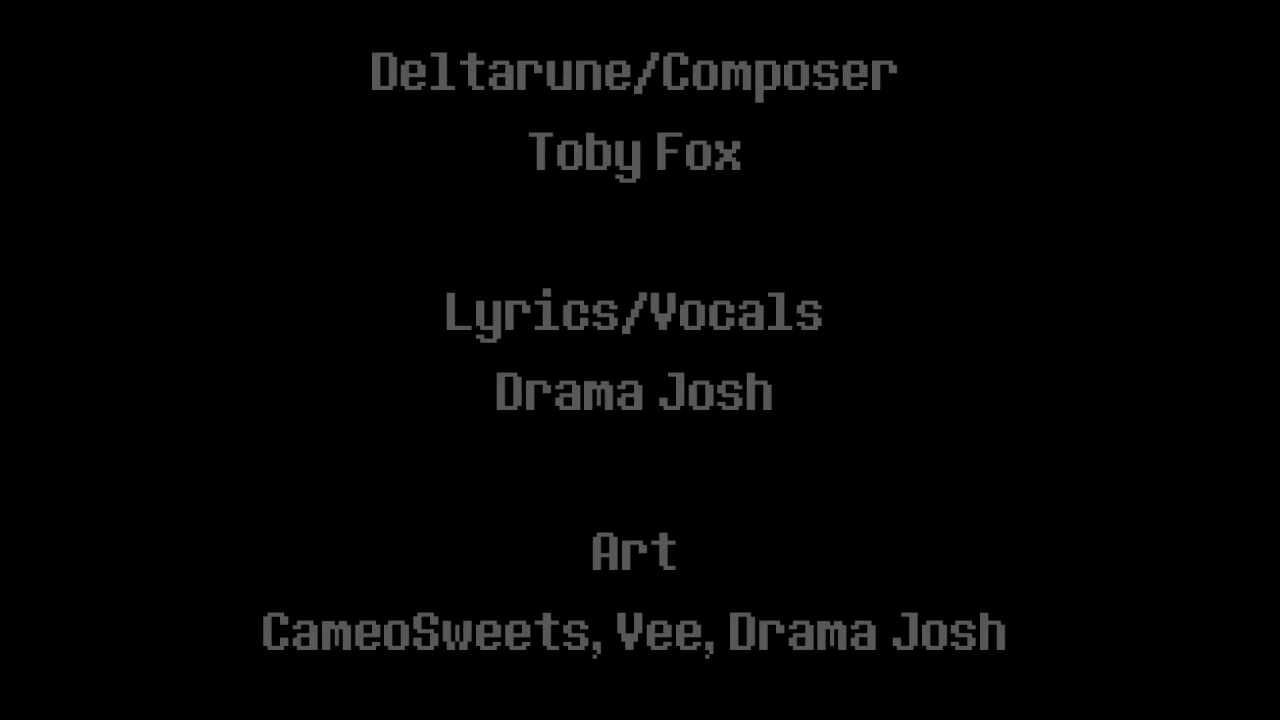 Deltarune/Composer
Toby Fox
Lyrics/Vocals
Drama Josh
Art
CameoSweets, Vee, Drama Josh